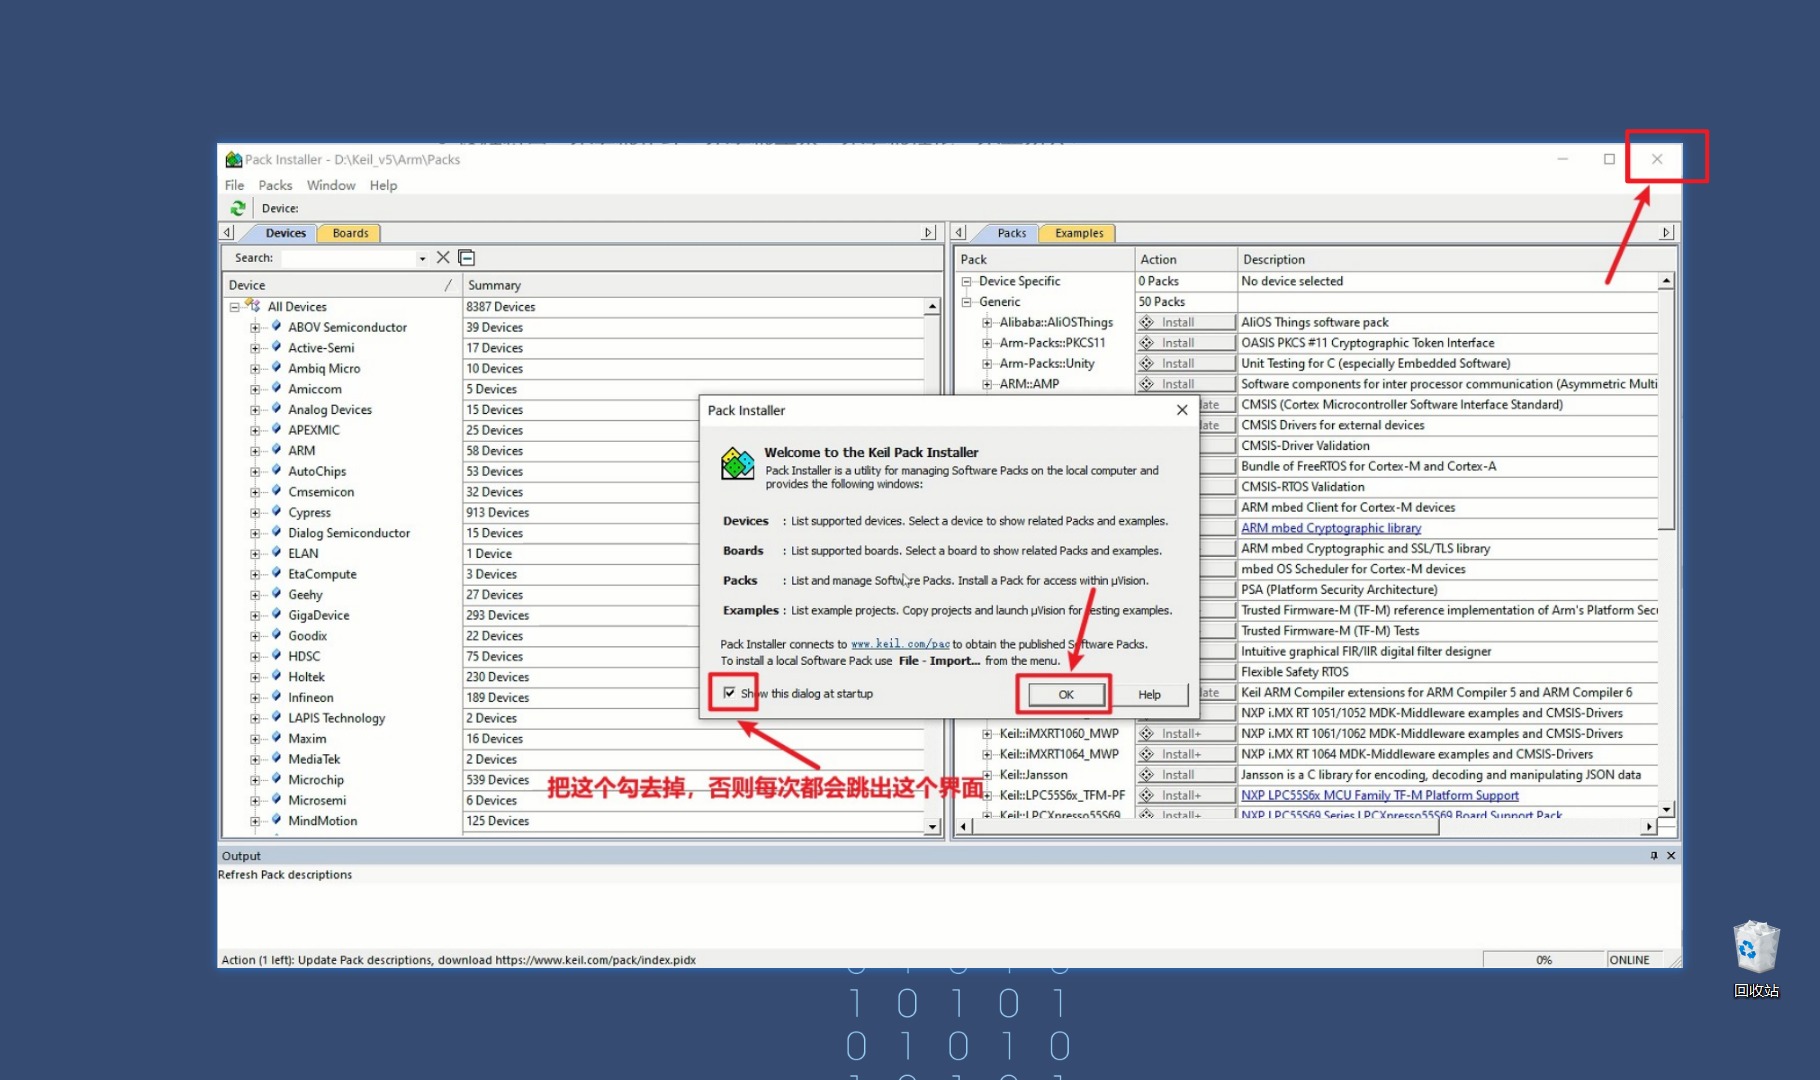 Pack Installer - D:\Keil_v5\Arm\Packs
File Packs Window Help
Device:
Devices Boards
Search:
Device / Summary
All Devices 8387 Devices
ABOV Semiconductor 39 Devices
Active-Semi 17 Devices
Ambiq Micro 10 Devices
Amiccom 5 Devices
Analog Devices 15 Devices
APEXMIC 25 Devices
ARM 58 Devices
AutoChips 53 Devices
Cmsemicon 32 Devices
Cypress 913 Devices
Dialog Semiconductor 15 Devices
ELAN 1 Device
EtaCompute 3 Devices
Geehy 27 Devices
GigaDevice 293 Devices
Goodix 22 Devices
HDSC 75 Devices
Holtek 230 Devices
Infineon 189 Devices
LAPIS Technology 2 Devices
Maxim 16 Devices
MediaTek 2 Devices
Microchip 539 Devices
Microsemi 6 Devices
MindMotion 125 Devices
Packs Examples
Pack Action Description
Device Specific 0 Packs No device selected
Generic 50 Packs
Alibaba::AliOSThings Install AliOS Things software pack
Arm-Packs::PKCS11 Install OASIS PKCS #11 Cryptographic Token Interface
Arm-Packs::Unity Install Unit Testing for C (especially Embedded Software)
ARM::AMP Install Software components for inter processor communication (Asymmetric Multi
CMSIS (Cortex Microcontroller Software Interface Standard)
CMSIS Drivers for external devices
CMSIS-Driver Validation
Bundle of FreeRTOS for Cortex-M and Cortex-A
CMSIS-RTOS Validation
ARM mbed Client for Cortex-M devices
ARM mbed Cryptographic library
ARM mbed Cryptographic and SSL/TLS library
mbed OS Scheduler for Cortex-M devices
PSA (Platform Security Architecture)
Trusted Firmware-M (TF-M) reference implementation of Arm's Platform Secu
Trusted Firmware-M (TF-M) Tests
Intuitive graphical FIR/IIR digital filter designer
Flexible Safety RTOS
Keil ARM Compiler extensions for ARM Compiler 5 and ARM Compiler 6
NXP i.MX RT 1051/1052 MDK-Middleware examples and CMSIS-Drivers
Keil::iMXRT1060_MWP Install+ NXP i.MX RT 1061/1062 MDK-Middleware examples and CMSIS-Drivers
Keil::iMXRT1064_MWP Install+ NXP i.MX RT 1064 MDK-Middleware examples and CMSIS-Drivers
Keil::Jansson Install Jansson is a C library for encoding, decoding and manipulating JSON data
Keil::LPC55S6x_TFM-PF Install+ NXP LPC55S6x MCU Family TF-M Platform Support
Keil::LPCXpresso55S69 Install+ NXP LPC55S69 Series LPCXpresso55S69 Board Support Pack
Pack Installer
Welcome to the Keil Pack Installer
Pack Installer is a utility for managing Software Packs on the local computer and
provides the following windows:
Devices : List supported devices. Select a device to show related Packs and examples.
Boards : List supported boards. Select a board to show related Packs and examples.
Packs : List and manage Software Packs. Install a Pack for access within µVision.
Examples : List example projects. Copy projects and launch µVision for testing examples.
Pack Installer connects to www.keil.com/pac to obtain the published Software Packs.
To install a local Software Pack use File - Import... from the menu.
Show this dialog at startup OK Help
把这个勾去掉，否则每次都会跳出这个界面
Output
Refresh Pack descriptions
Action (1 left): Update Pack descriptions, download https://www.keil.com/pack/index.pidx 0% ONLINE
回收站
1 0 1 0 1
0 1 0 1 0